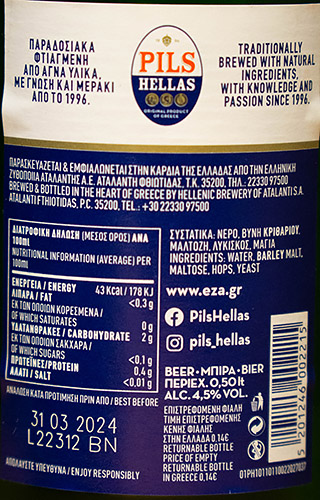 ΠΑΡΑΔΟΣΙΑΚΑ
ΦΤΙΑΓΜΕΝΗ
ΑΠΟ ΑΓΝΑ ΥΛΙΚΑ,
ΜΕ ΓΝΩΣΗ ΚΑΙ ΜΕΡΑΚΙ
ΑΠΟ ΤΟ 1996.
PILS
HELLAS
ORIGINAL PRODUCT
OF GREECE
TRADITIONALLY
BREWED WITH NATURAL
INGREDIENTS,
WITH KNOWLEDGE AND
PASSION SINCE 1996.
ΠΑΡΑΣΚΕΥΑΖΕΤΑΙ & ΕΜΦΙΑΛΩΝΕΤΑΙ ΣΤΗΝ ΚΑΡΔΙΑ ΤΗΣ ΕΛΛΑΔΑΣ ΑΠΟ ΤΗΝ ΕΛΛΗΝΙΚΗ
ΖΥΘΟΠΟΙΙΑ ΑΤΑΛΑΝΤΗΣ Α.Ε. ΑΤΑΛΑΝΤΗ ΦΘΙΩΤΙΔΑΣ, Τ.Κ. 35200, ΤΗΛ.: 22330 97500
BREWED & BOTTLED IN THE HEART OF GREECE BY HELLENIC BREWERY OF ATALANTI S.A.
ATALANTI FTHIOTIDAS, P.C. 35200, TEL.: +30 22330 97500
ΔΙΑΤΡΟΦΙΚΗ ΔΗΛΩΣΗ (ΜΕΣΟΣ ΟΡΟΣ) ΑΝΑ
100ml
NUTRITIONAL INFORMATION (AVERAGE) PER
100ml
ΕΝΕΡΓΕΙΑ / ENERGY 43 Kcal / 178 KJ
ΛΙΠΑΡΑ / FAT <0,3 g
ΕΚ ΤΩΝ ΟΠΟΙΩΝ ΚΟΡΕΣΜΕΝΑ /
OF WHICH SATURATES 0 g
ΥΔΑΤΑΝΘΡΑΚΕΣ / CARBOHYDRATE 2 g
ΕΚ ΤΩΝ ΟΠΟΙΩΝ ΣΑΚΧΑΡΑ /
OF WHICH SUGARS <0,1 g
ΠΡΩΤΕΪΝΕΣ/PROTEIN 0,4 g
ΑΛΑΤΙ / SALT <0,01 g
ΑΝΑΛΩΣΗ ΚΑΤΑ ΠΡΟΤΙΜΗΣΗ ΠΡΙΝ ΑΠΟ / BEST BEFORE
31 03 2024
L22312 BN
ΑΠΟΛΑΥΣΤΕ ΥΠΕΥΘΥΝΑ / ENJOY RESPONSIBLY
ΣΥΣΤΑΤΙΚΑ: ΝΕΡΟ, ΒΥΝΗ ΚΡΙΘΑΡΙΟΥ,
ΜΑΛΤΟΖΗ, ΛΥΚΙΣΚΟΣ, ΜΑΓΙΑ
INGREDIENTS: WATER, BARLEY MALT,
MALTOSE, HOPS, YEAST
www.eza.gr
PilsHellas
pils_hellas
BEER•ΜΠΙΡΑ•BIER
ΠΕΡΙΕΧ. 0,50 lt
ALC. 4,5% VOL.
ΕΠΙΣΤΡΕΦΟΜΕΝΗ ΦΙΑΛΗ
ΤΙΜΗ ΕΠΙΣΤΡΕΦΟΜΕΝΗΣ
ΚΕΝΗΣ ΦΙΑΛΗΣ
ΣΤΗΝ ΕΛΛΑΔΑ 0,14€
RETURNABLE BOTTLE
PRICE OF EMPTY
RETURNABLE BOTTLE
IN GREECE 0,14€
5 201246 002215
01PH10110110022027037